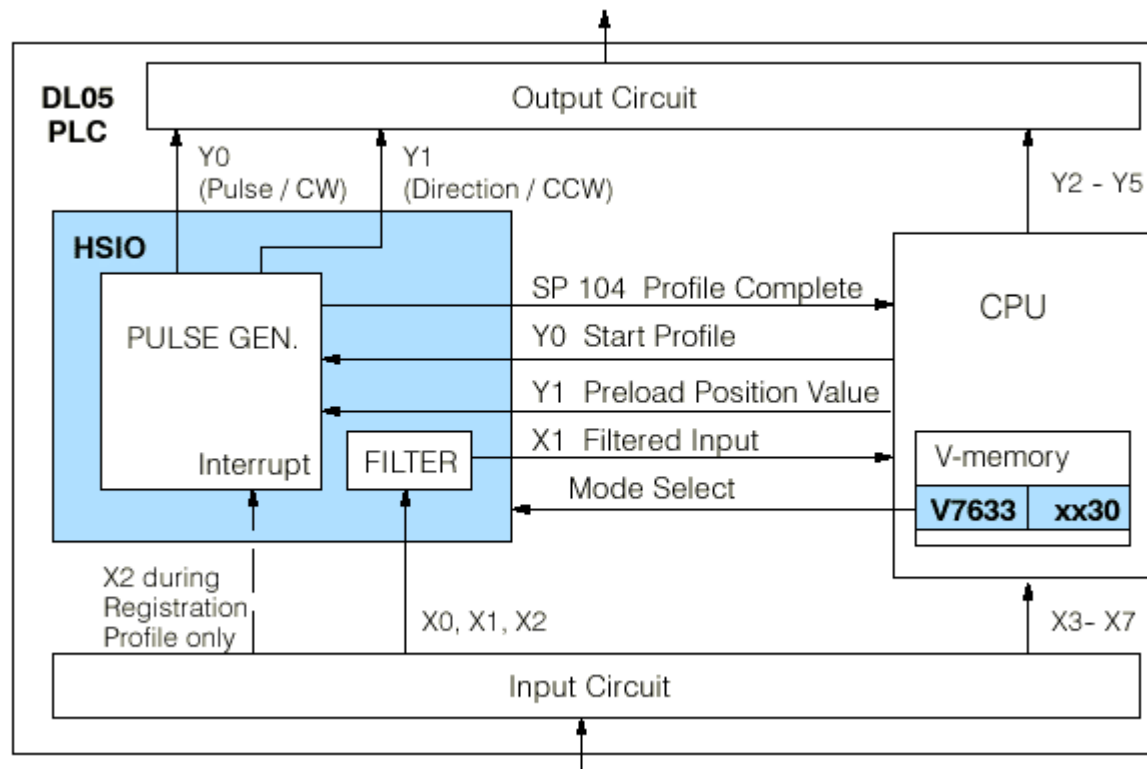 Output Circuit
DL05
PLC
Y0
(Pulse / CW)
Y1
(Direction / CCW)
Y2 - Y5
HSIO
PULSE GEN.
Interrupt
FILTER
SP 104 Profile Complete
Y0 Start Profile
Y1 Preload Position Value
X1 Filtered Input
Mode Select
CPU
V-memory
V7633 xx30
X2 during
Registration
Profile only
X0, X1, X2
X3- X7
Input Circuit